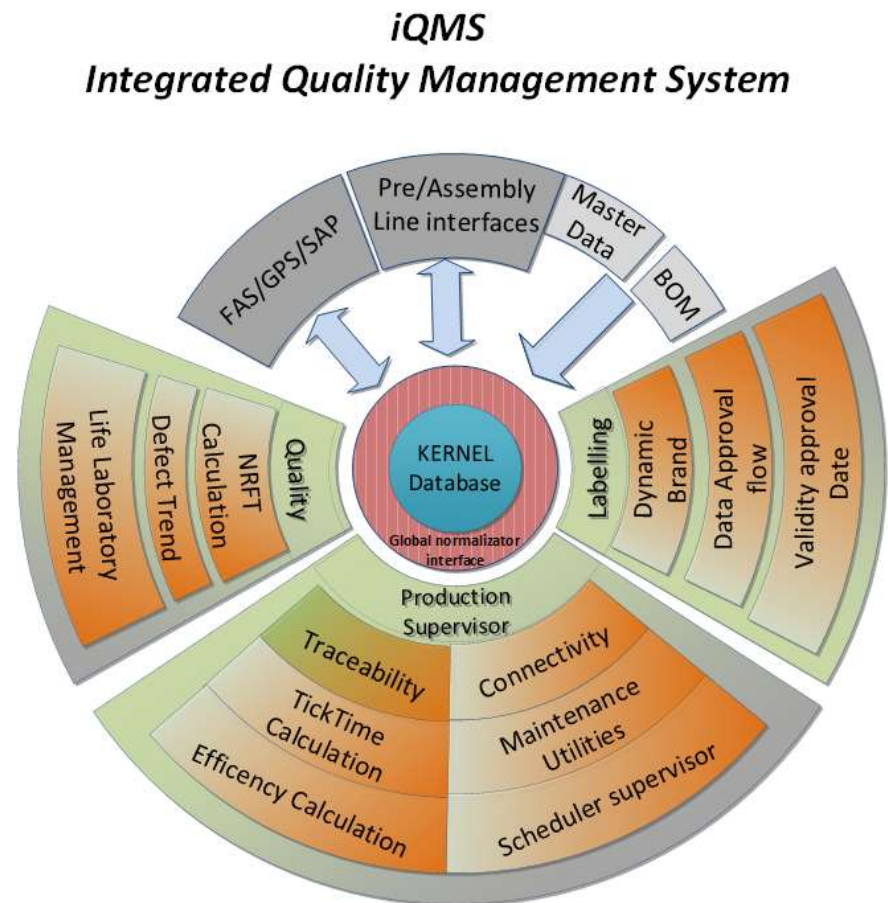 iQMS
Integrated Quality Management System
FAS/GPS/SAP
Pre/Assembly
Line interfaces
Master
Data
BOM
KERNEL
Database
Global normalizator
interface
Life Laboratory
Management
Defect Trend
NRFT
Calculation
Quality
Labelling
Dynamic
Brand
Data Approval
flow
Validity approval
Date
Production
Supervisor
Traceability
TickTime
Calculation
Efficency Calculation
Connectivity
Maintenance
Utilities
Scheduler supervisor